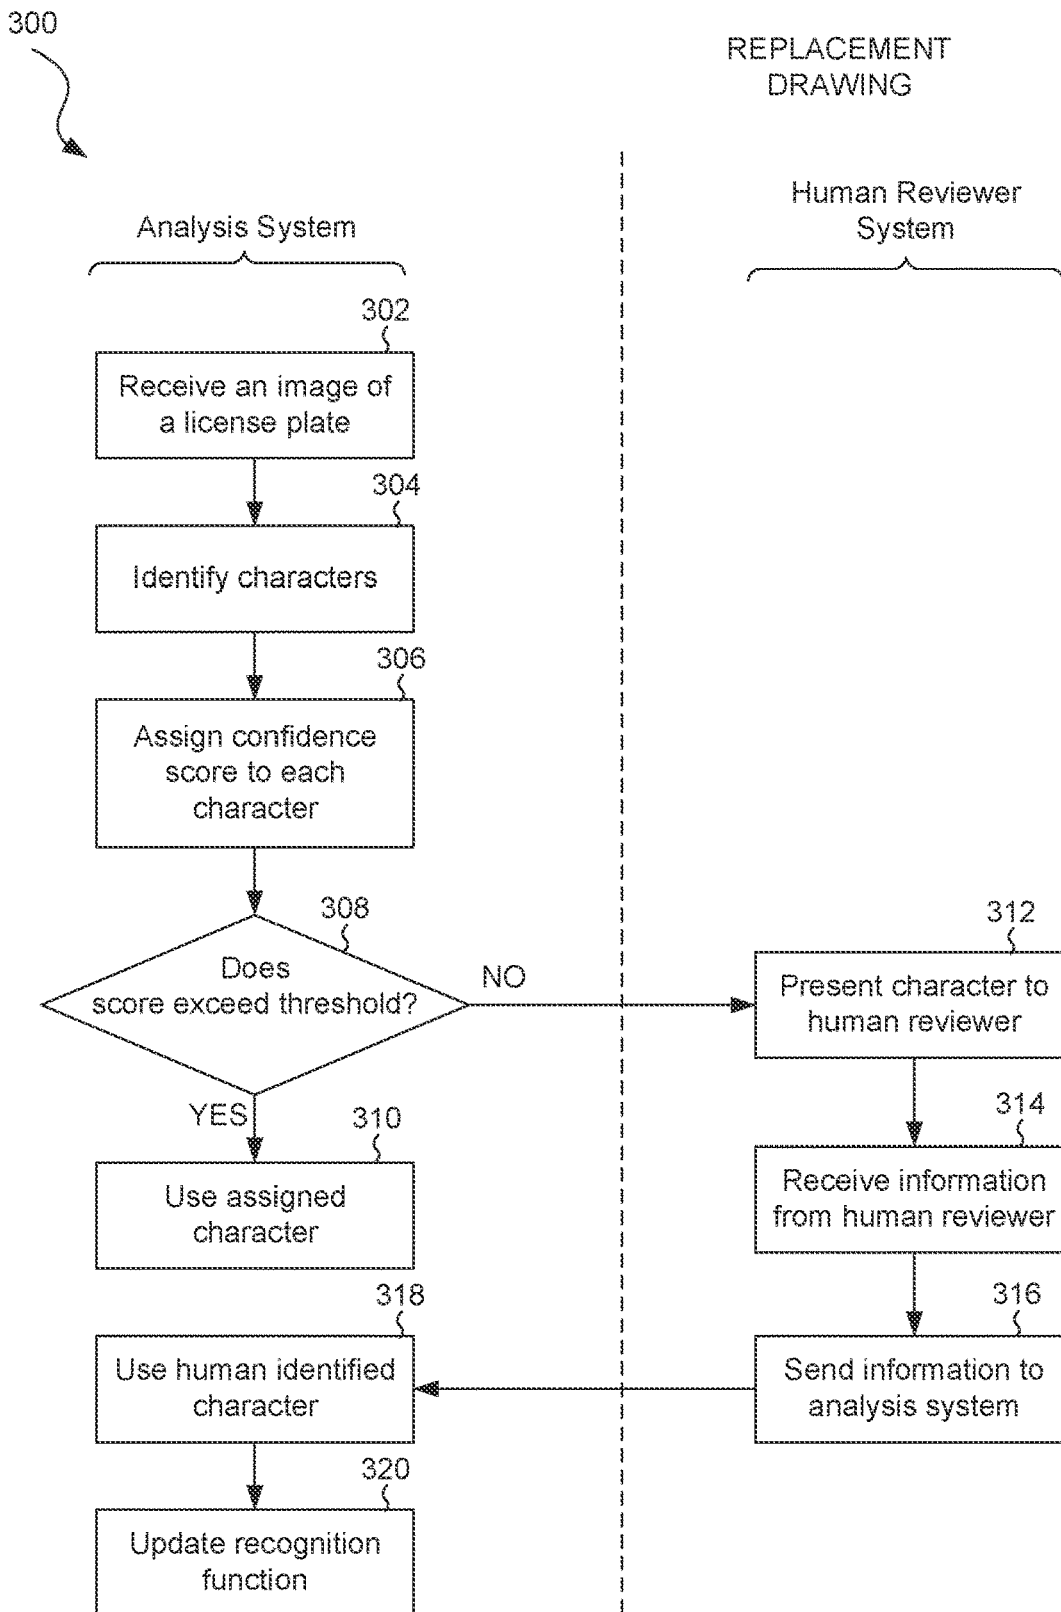 300
REPLACEMENT
DRAWING
Analysis System
Human Reviewer
System
302
Receive an image of
a license plate
304
Identify characters
306
Assign confidence
score to each
character
308
Does
score exceed threshold?
NO
YES
310
Use assigned
character
312
Present character to
human reviewer
314
Receive information
from human reviewer
316
Send information to
analysis system
318
Use human identified
character
320
Update recognition
function